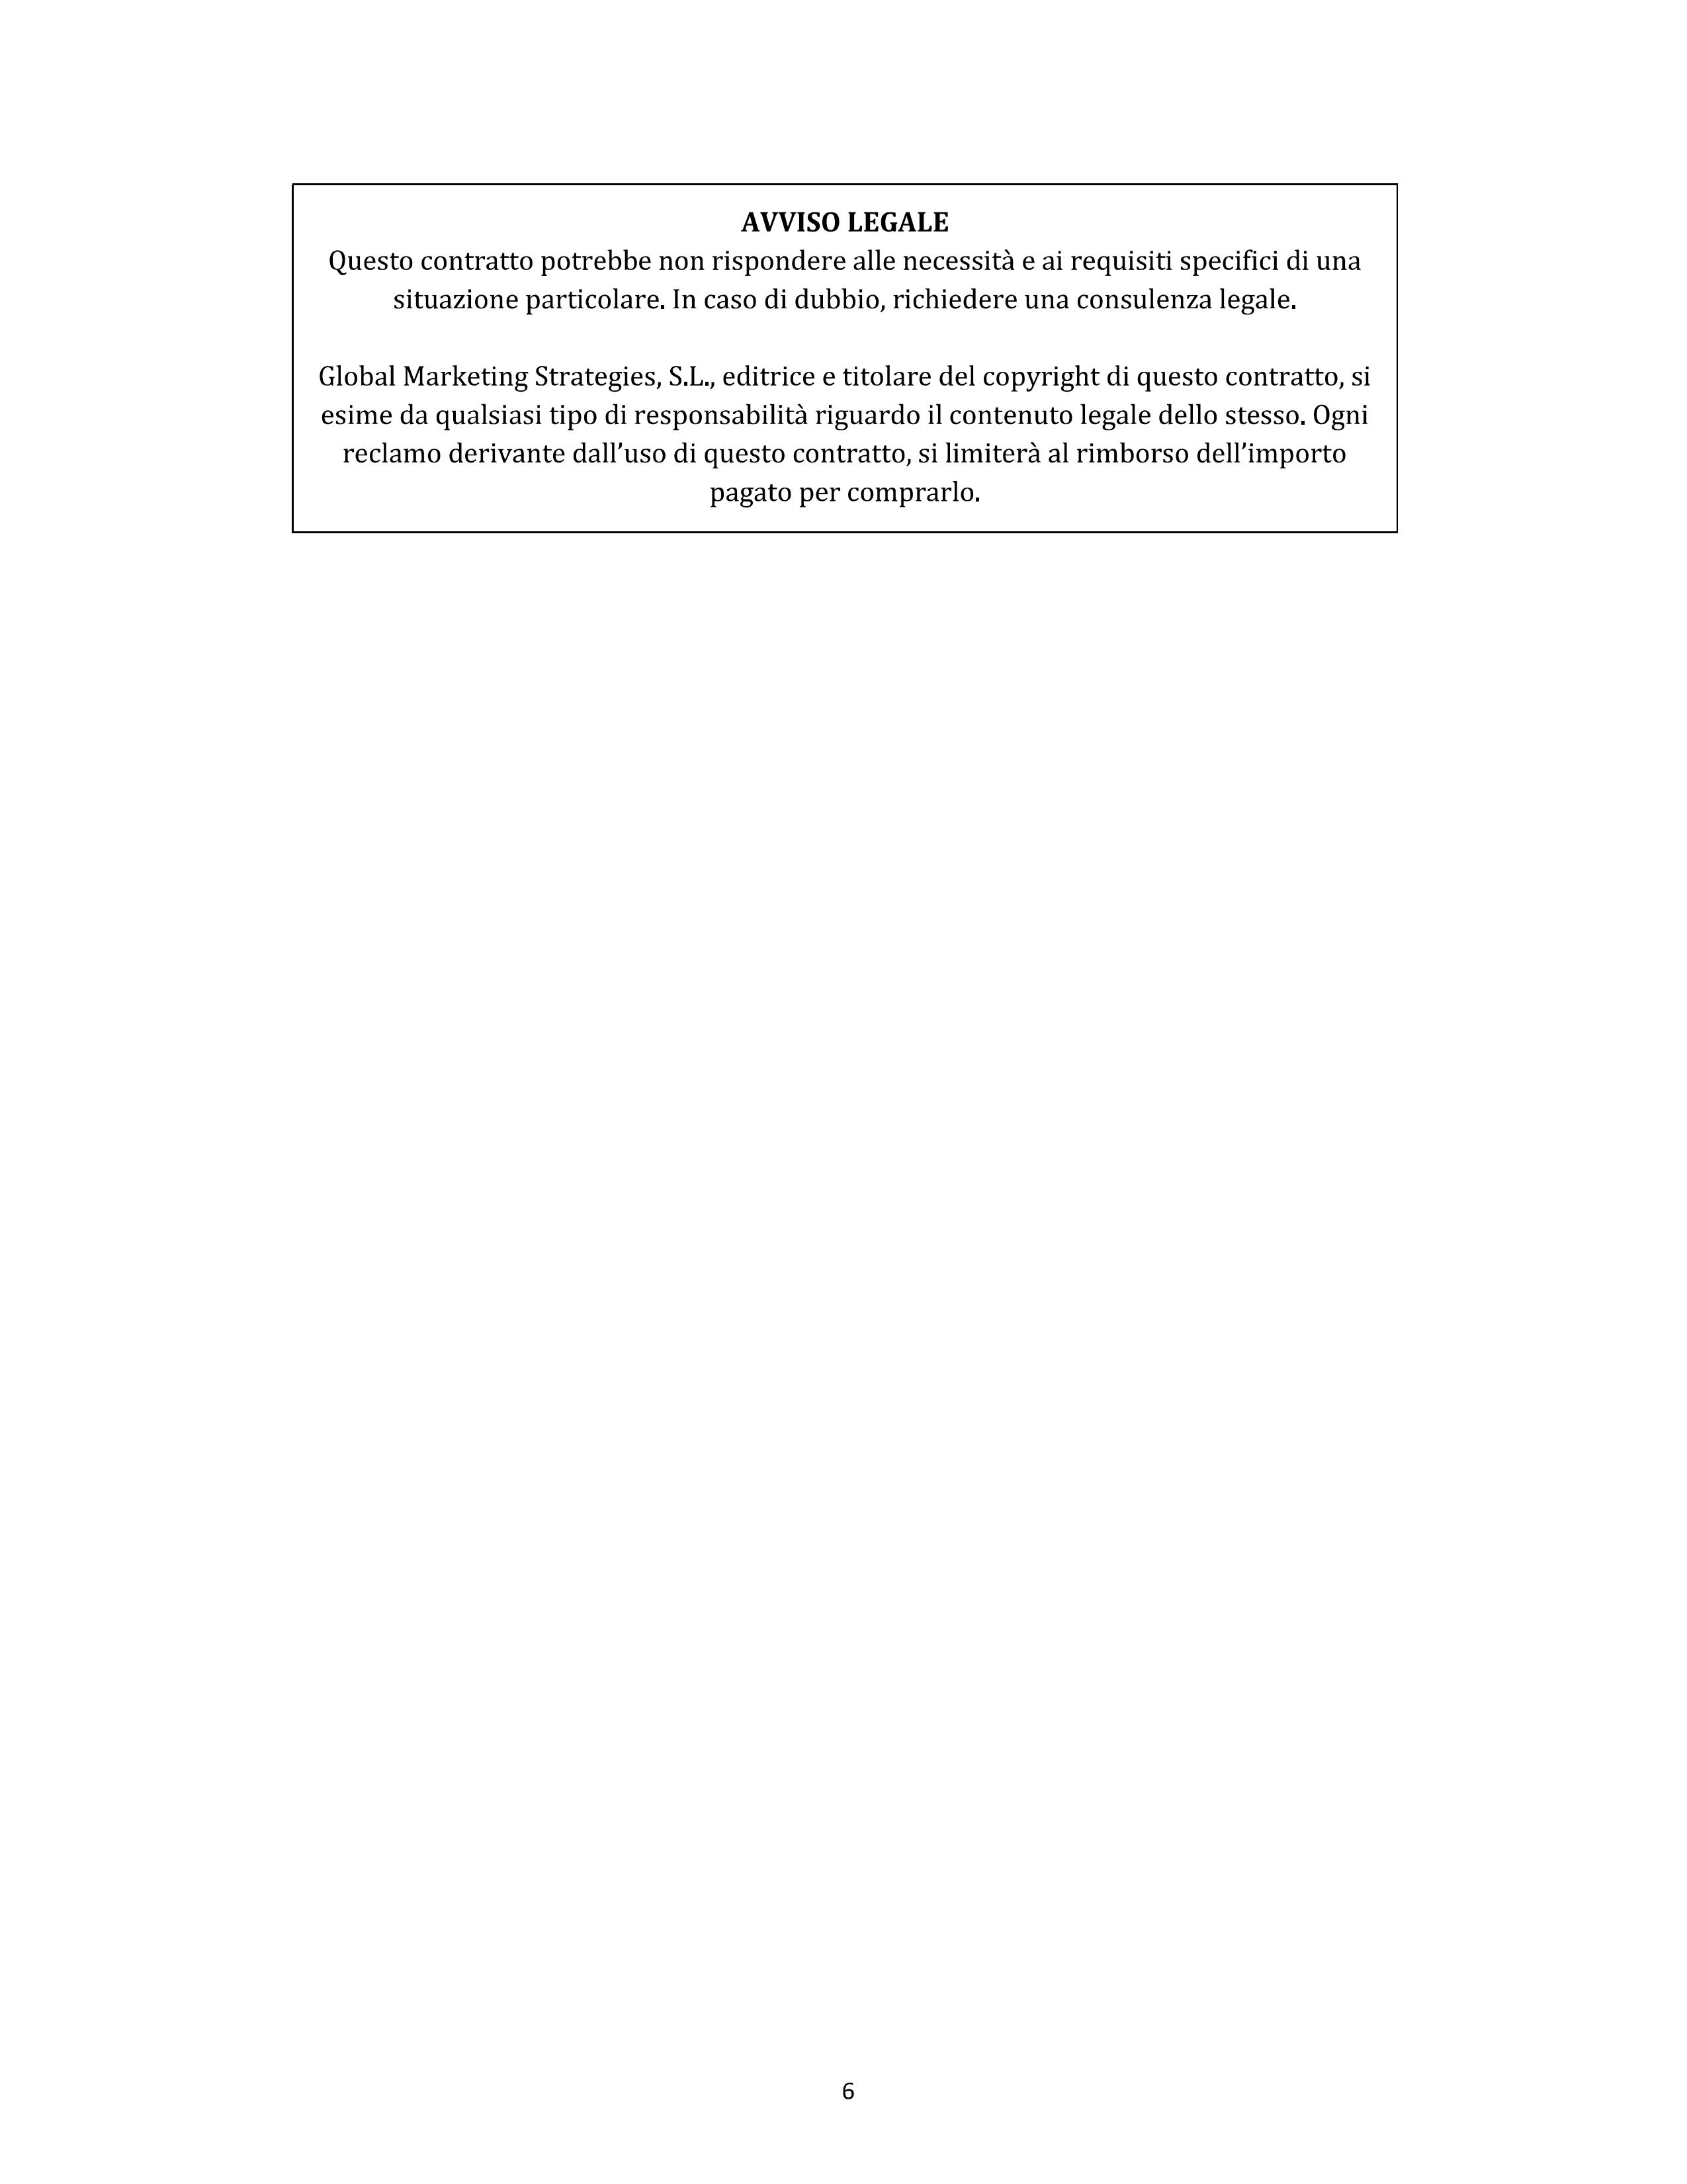 AVVISO LEGALE
Questo contratto potrebbe non rispondere alle necessità e ai requisiti specifici di una
situazione particolare. In caso di dubbio, richiedere una consulenza legale.
Global Marketing Strategies, S.L., editrice e titolare del copyright di questo contratto, si
esime da qualsiasi tipo di responsabilità riguardo il contenuto legale dello stesso. Ogni
reclamo derivante dall’uso di questo contratto, si limiterà al rimborso dell’importo
pagato per comprarlo.
6